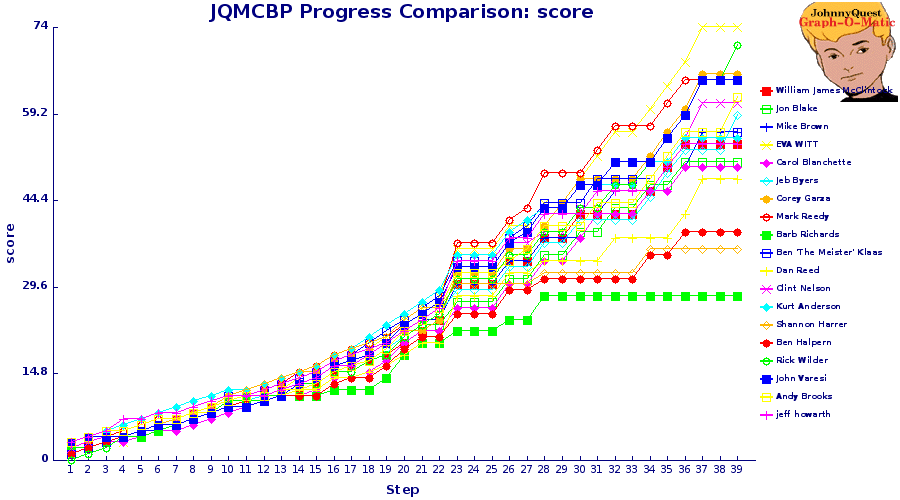 JQMCBP Progress Comparison: score
JohnnyQuest
Graph-O-Matic
74
59.2
44.4
29.6
14.8
0
score
1 2 3 4 5 6 7 8 9 10 11 12 13 14 15 16 17 18 19 20 21 22 23 24 25 26 27 28 29 30 31 32 33 34 35 36 37 38 39
Step
William James McClintock
Jon Blake
Mike Brown
EVA WITT
Carol Blanchette
Jeb Byers
Corey Garza
Mark Reedy
Barb Richards
Ben 'The Meister' Klaas
Dan Reed
Clint Nelson
Kurt Anderson
Shannon Harrer
Ben Halpern
Rick Wilder
John Varesi
Andy Brooks
jeff howarth